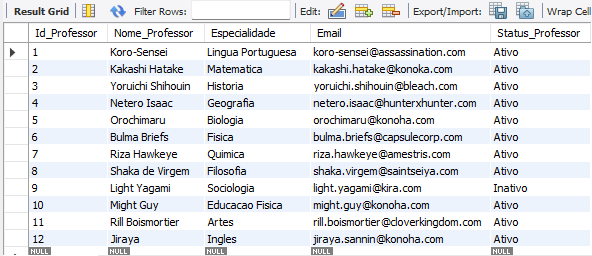 Result Grid Filter Rows: Edit: Export/Import: Wrap Cell
Id_Professor Nome_Professor Especialidade Email Status_Professor
1 Koro-Sensei Lingua Portuguesa koro-sensei@assassination.com Ativo
2 Kakashi Hatake Matematica kakashi.hatake@konoka.com Ativo
3 Yoruichi Shihouin Historia yoruichi.shihouin@bleach.com Ativo
4 Netero Isaac Geografia netero.isaac@hunterxhunter.com Ativo
5 Orochimaru Biologia orochimaru@konoha.com Ativo
6 Bulma Briefs Fisica bulma.briefs@capsulecorp.com Ativo
7 Riza Hawkeye Quimica riza.hawkeye@amestris.com Ativo
8 Shaka de Virgem Filosofia shaka.virgem@saintseiya.com Ativo
9 Light Yagami Sociologia light.yagami@kira.com Inativo
10 Might Guy Educacao Fisica might.guy@konoha.com Ativo
11 Rill Boismortier Artes rill.boismortier@cloverkingdom.com Ativo
12 Jiraya Ingles jiraya.sannin@konoha.com Ativo
NULL NULL NULL NULL NULL